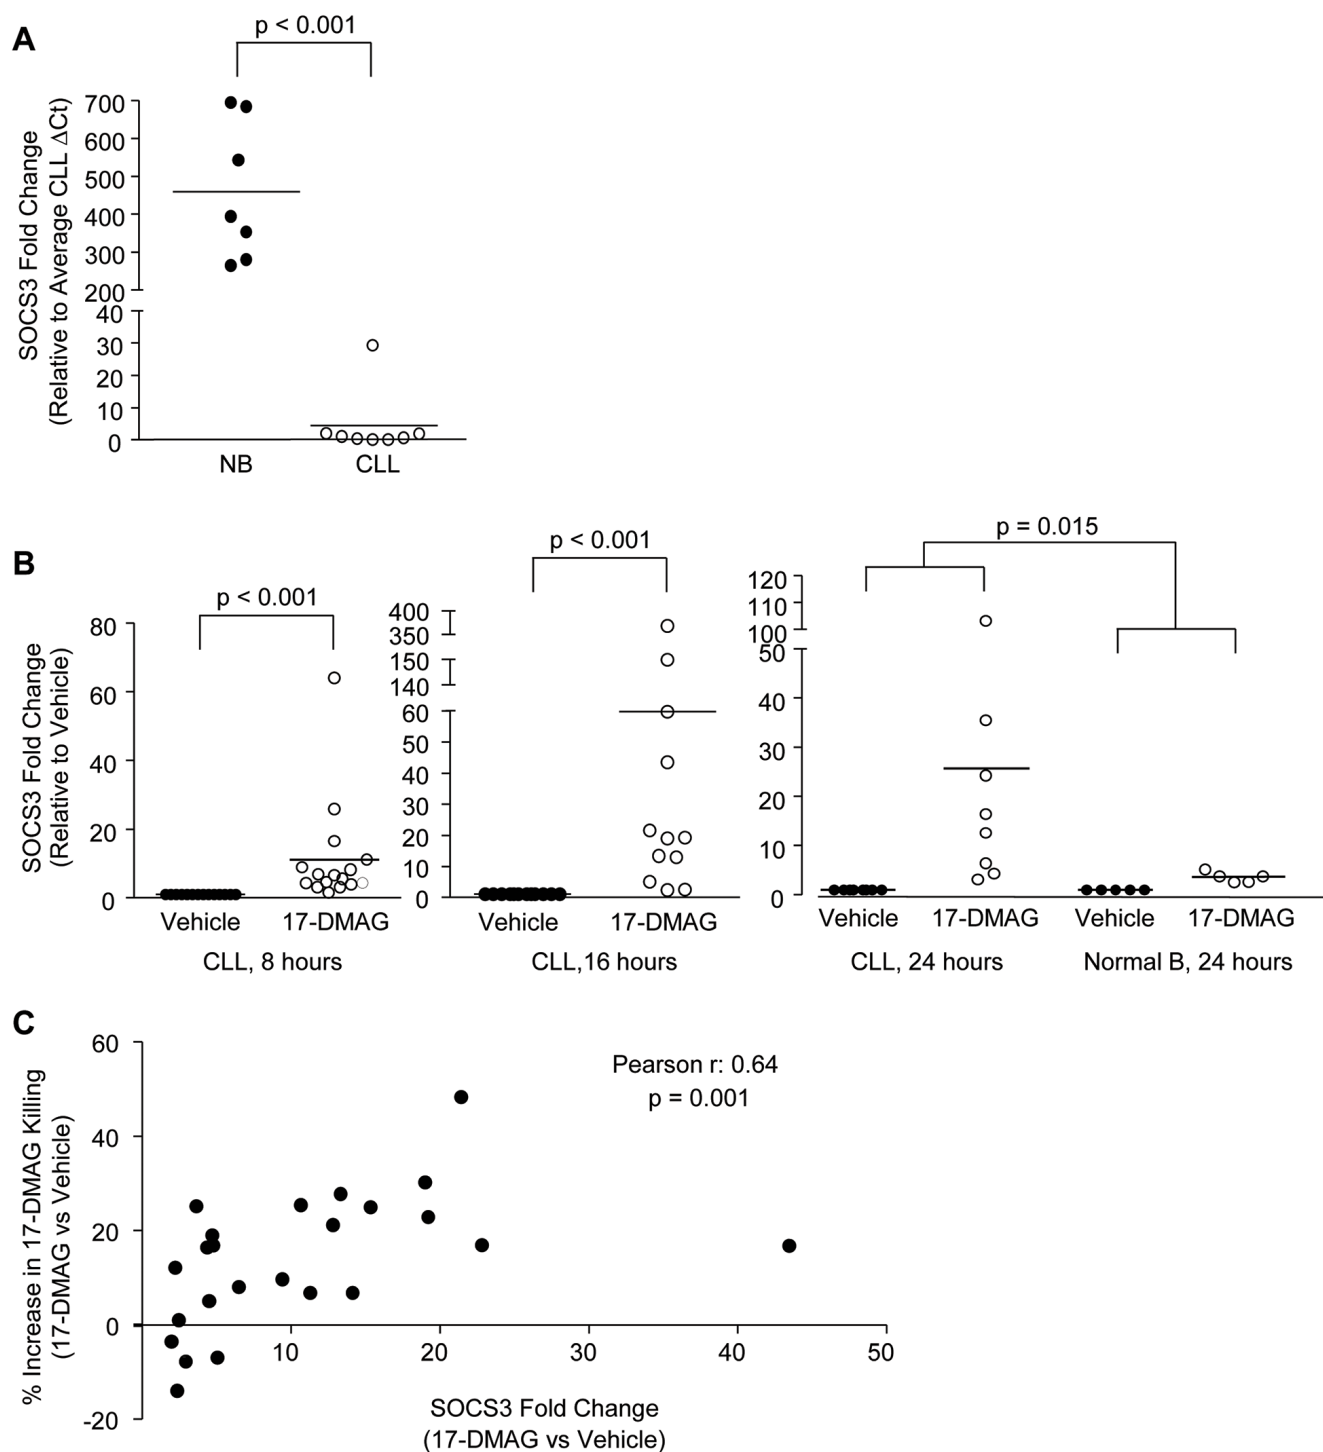 A
p < 0.001
SOCS3 Fold Change
(Relative to Average CLL ΔCt)
700
600
500
400
300
200
40
30
20
10
0
NB
CLL
B
p < 0.001
p < 0.001
p = 0.015
SOCS3 Fold Change
(Relative to Vehicle)
80
60
40
20
0
Vehicle
17-DMAG
CLL, 8 hours
400
350
150
140
60
50
40
30
20
10
0
Vehicle
17-DMAG
CLL,16 hours
120
110
100
50
40
30
20
10
0
Vehicle
17-DMAG
CLL, 24 hours
Vehicle
17-DMAG
Normal B, 24 hours
C
% Increase in 17-DMAG Killing
(17-DMAG vs Vehicle)
60
40
20
0
-20
Pearson r: 0.64
p = 0.001
10
20
30
40
50
SOCS3 Fold Change
(17-DMAG vs Vehicle)